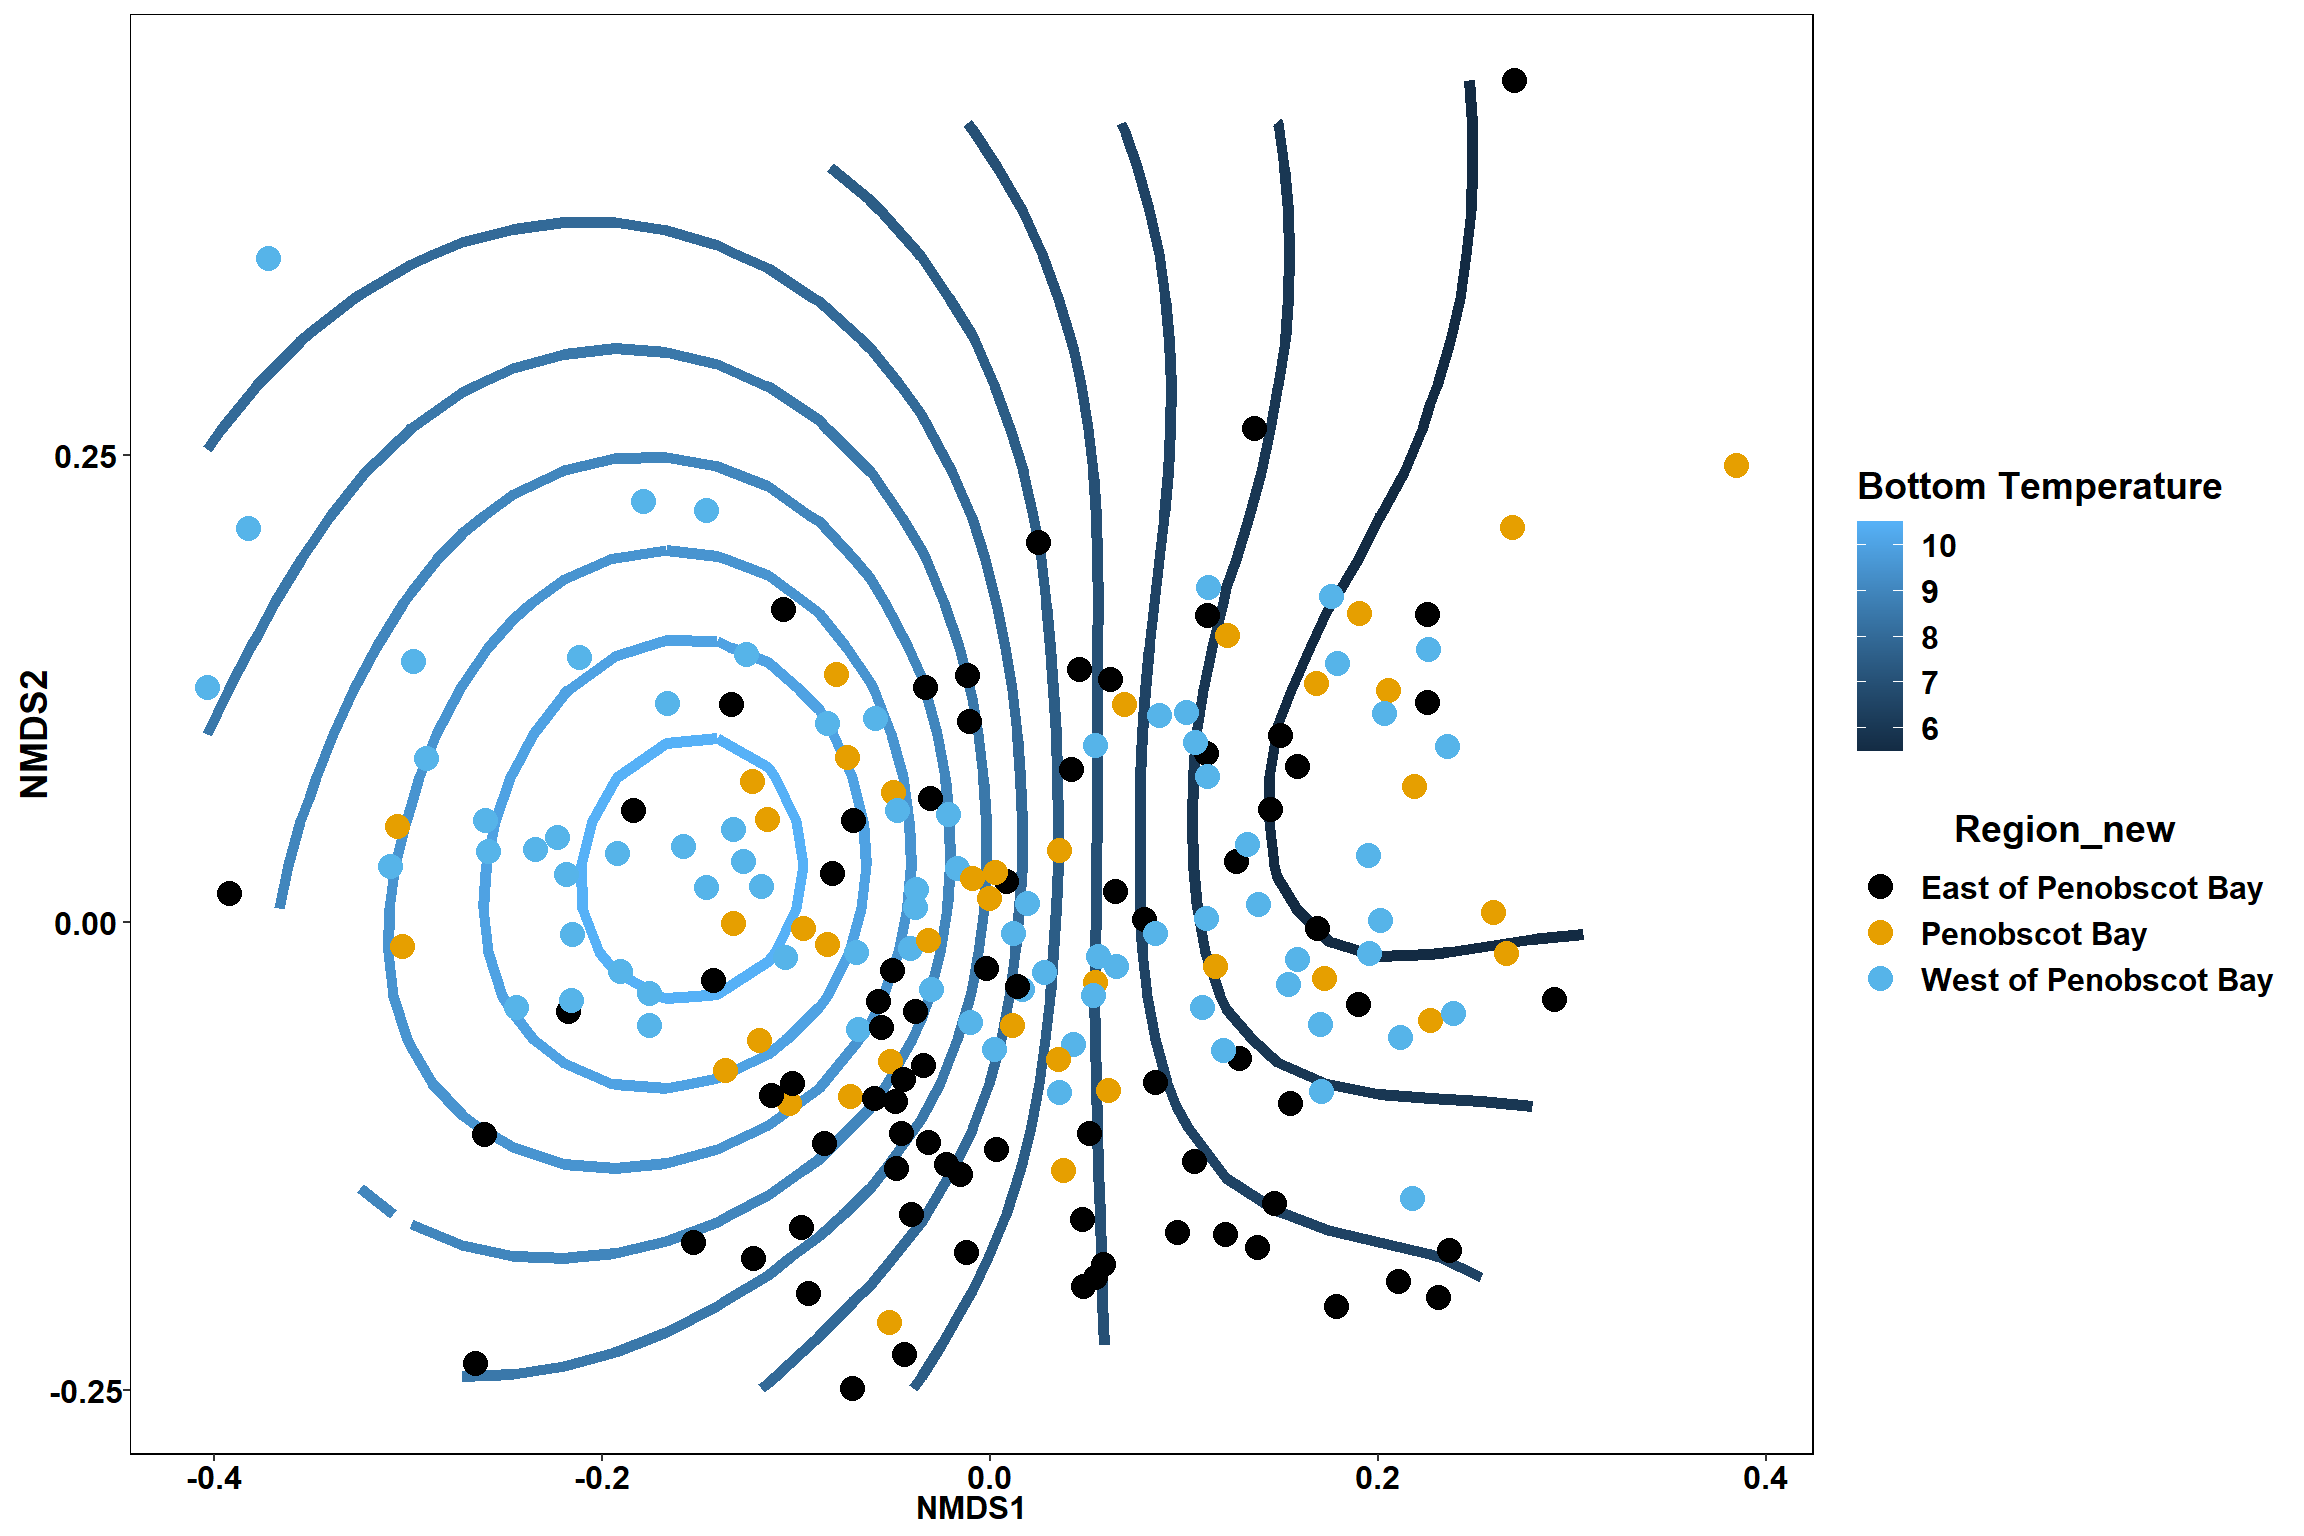 0.25
0.00
-0.25
NMDS2
-0.4
-0.2
0.0
0.2
0.4
NMDS1
Bottom Temperature
10
9
8
7
6
Region_new
East of Penobscot Bay
Penobscot Bay
West of Penobscot Bay